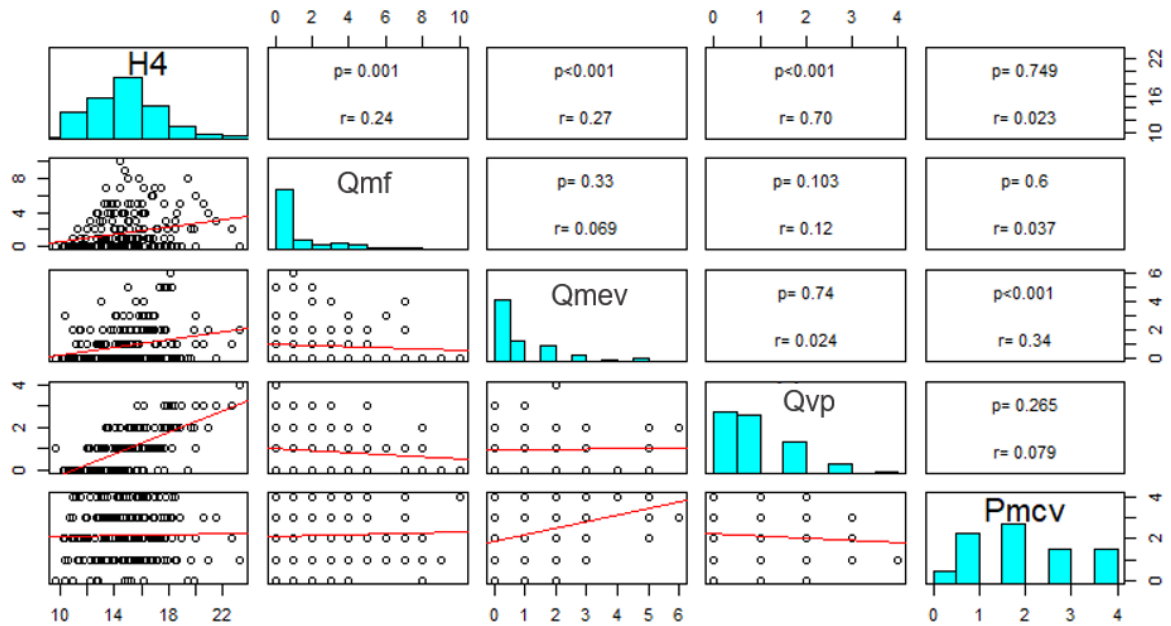 0 2 4 6 8 10 0 1 2 3 4
H4 p= 0.001 p<0.001 p<0.001 p= 0.749
r= 0.24 r= 0.27 r= 0.70 r= 0.023
10 16 22
Qmf p= 0.33 p= 0.103 p= 0.6
r= 0.069 r= 0.12 r= 0.037
0 4 8
Qmev p= 0.74 p<0.001
r= 0.024 r= 0.34
0 2 4 6
Qvp p= 0.265
r= 0.079
0 2 4
Pmcv
0 2 4
10 14 18 22 0 1 2 3 4 5 6 0 1 2 3 4